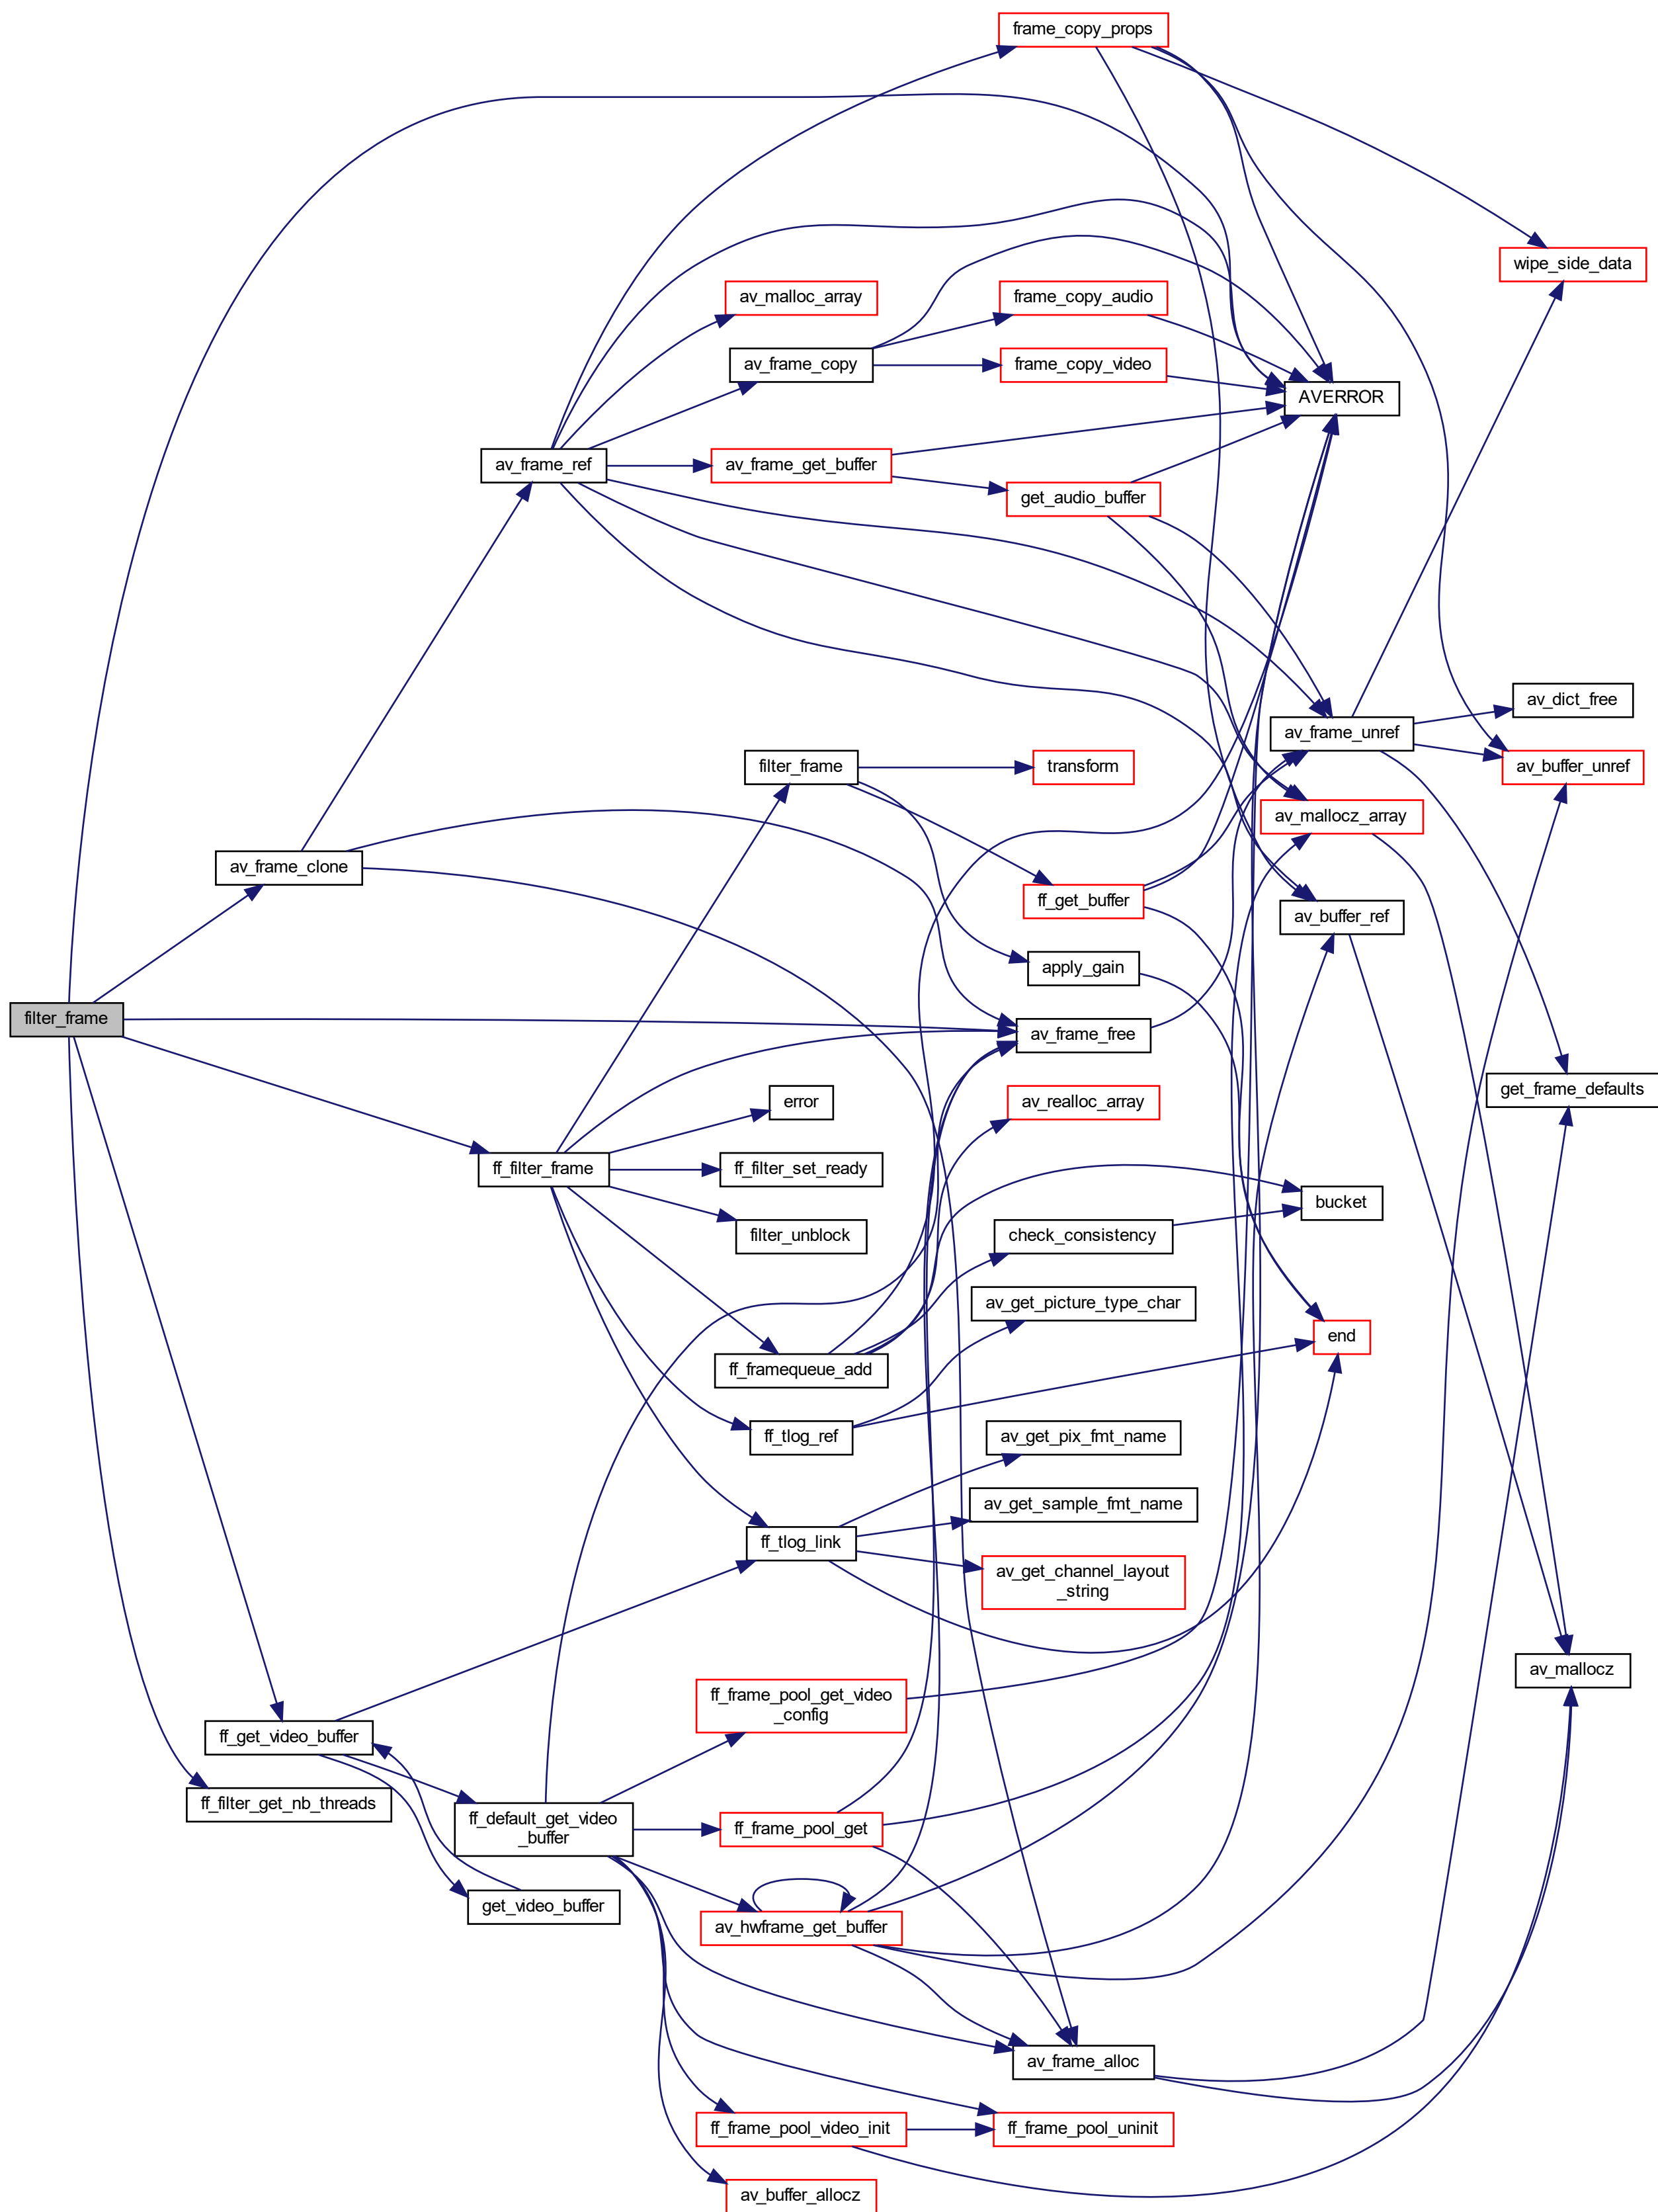 frame_copy_props
wipe_side_data
av_malloc_array
frame_copy_audio
av_frame_copy
frame_copy_video
AVERROR
av_frame_ref
av_frame_get_buffer
get_audio_buffer
av_dict_free
av_frame_unref
filter_frame
transform
av_buffer_unref
av_mallocz_array
av_frame_clone
ff_get_buffer
av_buffer_ref
apply_gain
filter_frame
av_frame_free
error
av_realloc_array
get_frame_defaults
ff_filter_frame
ff_filter_set_ready
bucket
filter_unblock
check_consistency
av_get_picture_type_char
end
ff_framequeue_add
ff_tlog_ref
av_get_pix_fmt_name
av_get_sample_fmt_name
ff_tlog_link
av_get_channel_layout
_string
av_mallocz
ff_frame_pool_get_video
_config
ff_get_video_buffer
ff_filter_get_nb_threads
ff_default_get_video
_buffer
ff_frame_pool_get
get_video_buffer
av_hwframe_get_buffer
av_frame_alloc
ff_frame_pool_video_init
ff_frame_pool_uninit
av_buffer_allocz